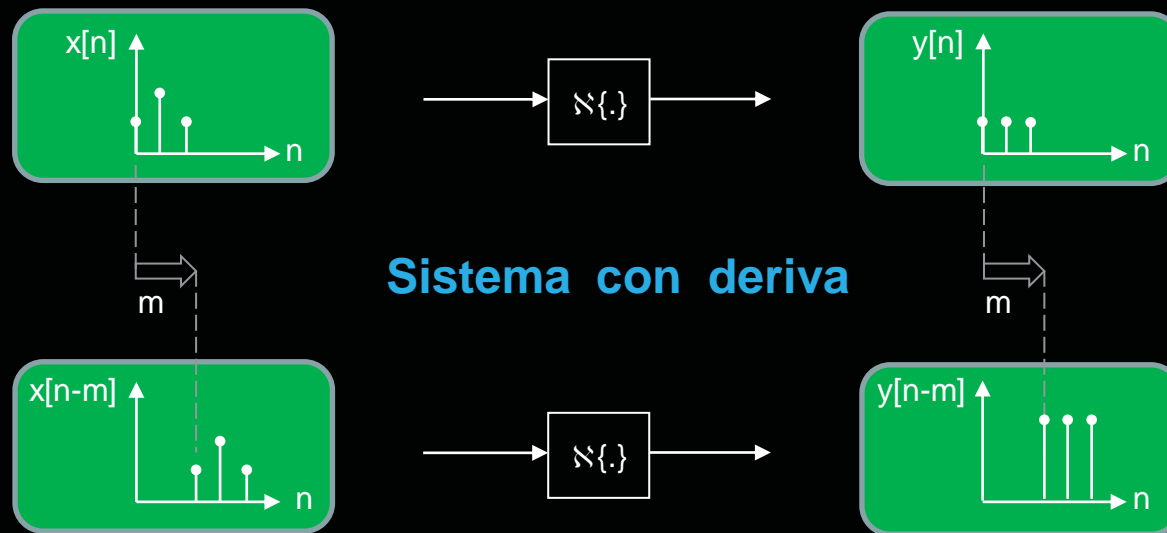 x[n]
n
ℵ{.}
y[n]
n
m
Sistema con deriva
m
x[n-m]
n
ℵ{.}
y[n-m]
n